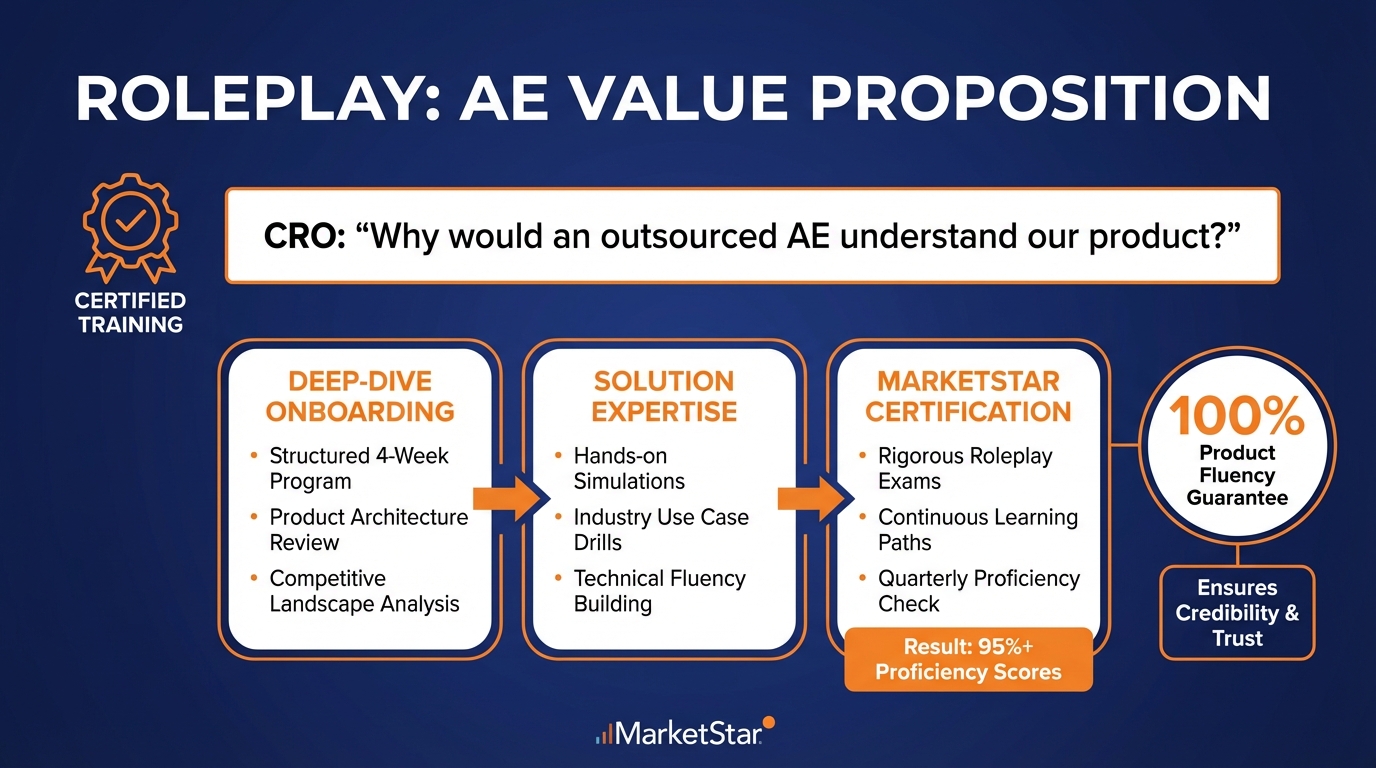 ROLEPLAY: AE VALUE PROPOSITION
CERTIFIED
TRAINING
CRO: “Why would an outsourced AE understand our product?”
DEEP-DIVE
ONBOARDING
• Structured 4-Week
Program
• Product Architecture
Review
• Competitive
Landscape Analysis
SOLUTION
EXPERTISE
• Hands-on
Simulations
• Industry Use Case
Drills
• Technical Fluency
Building
MARKETSTAR
CERTIFICATION
• Rigorous Roleplay
Exams
• Continuous Learning
Paths
• Quarterly Proficiency
Check
Result: 95%+
Proficiency Scores
100%
Product
Fluency
Guarantee
Ensures
Credibility &
Trust
MarketStar